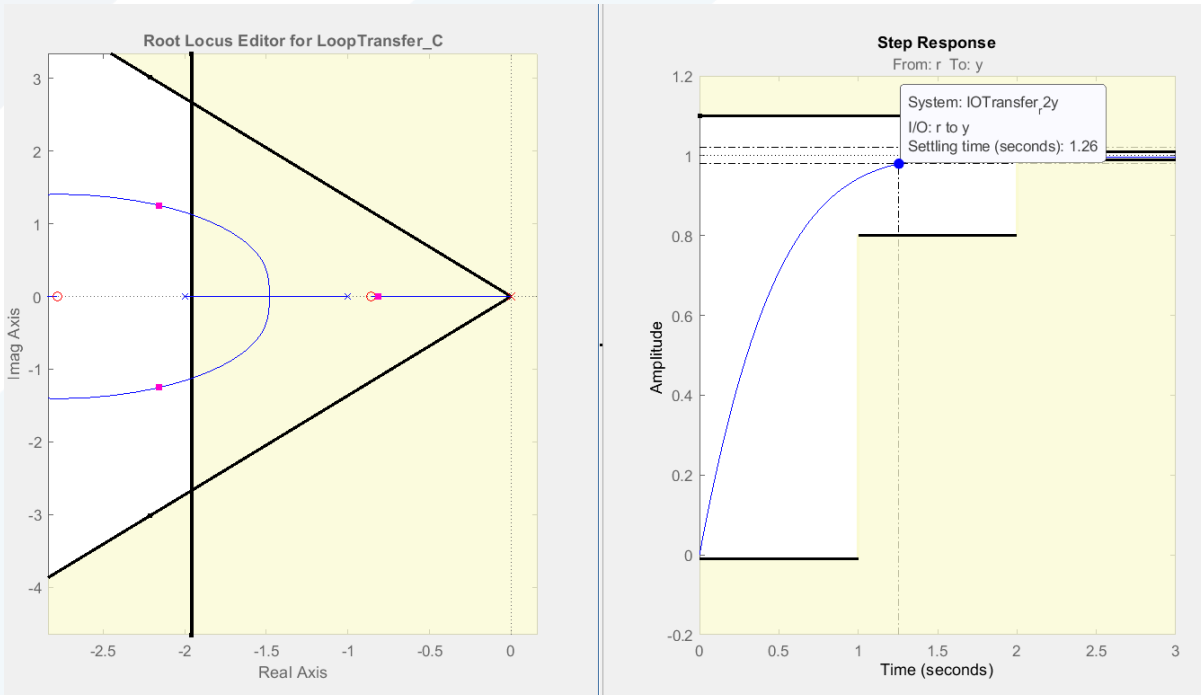 Root Locus Editor for LoopTransfer_C
3
2
1
0
-1
-2
-3
-4
Imag Axis
-2.5
-2
-1.5
-1
-0.5
0
Real Axis
Step Response
From: r To: y
1.2
1
0.8
0.6
0.4
0.2
0
-0.2
Amplitude
System: IOTransfer_r2y
I/O: r to y
Settling time (seconds): 1.26
0
0.5
1
1.5
2
2.5
3
Time (seconds)